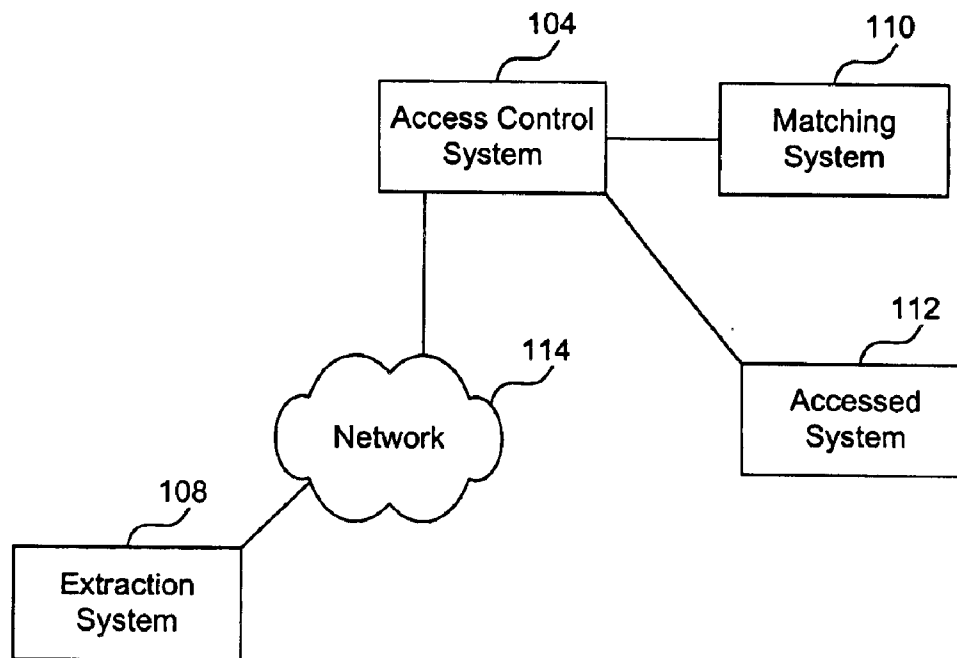 104
110
Access Control
System
Matching
System
112
114
Accessed
System
Network
108
Extraction
System